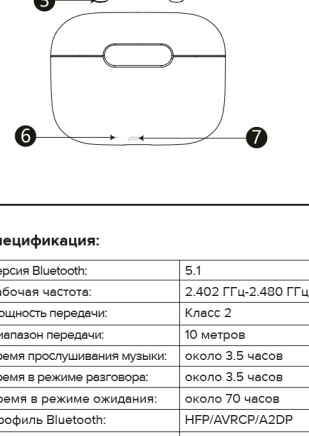 6 7
пецификация:
ерсия Bluetooth: 5.1
абочая частота: 2.402 ГГц-2.480 ГГц
ощность передачи: Класс 2
иапазон передачи: 10 метров
ремя прослушивания музыки: около 3.5 часов
ремя в режиме разговора: около 3.5 часов
ремя в режиме ожидания: около 70 часов
рофиль Bluetooth: HFP/AVRCP/A2DP